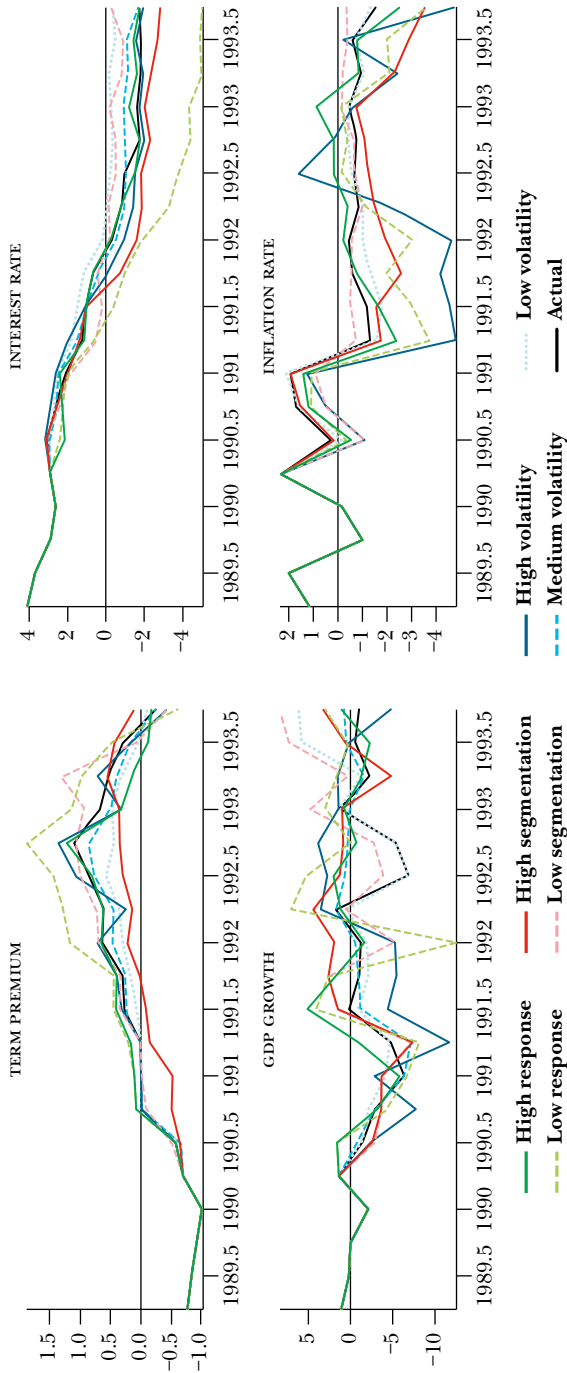 TERM PREMIUM
1.5
1.0
0.5
0
−0.5
−1.0
1989.5 1990 1990.5 1991 1991.5 1992 1992.5 1993 1993.5
INTEREST RATE
4
2
0
−2
−4
1989.5 1990 1990.5 1991 1991.5 1992 1992.5 1993 1993.5
GDP GROWTH
5
0
−5
−10
1989.5 1990 1990.5 1991 1991.5 1992 1992.5 1993 1993.5
INFLATION RATE
2
1
0
−1
−2
−3
−4
1989.5 1990 1990.5 1991 1991.5 1992 1992.5 1993 1993.5
High response High segmentation High volatility Low volatility
Low response Low segmentation Medium volatility Actual